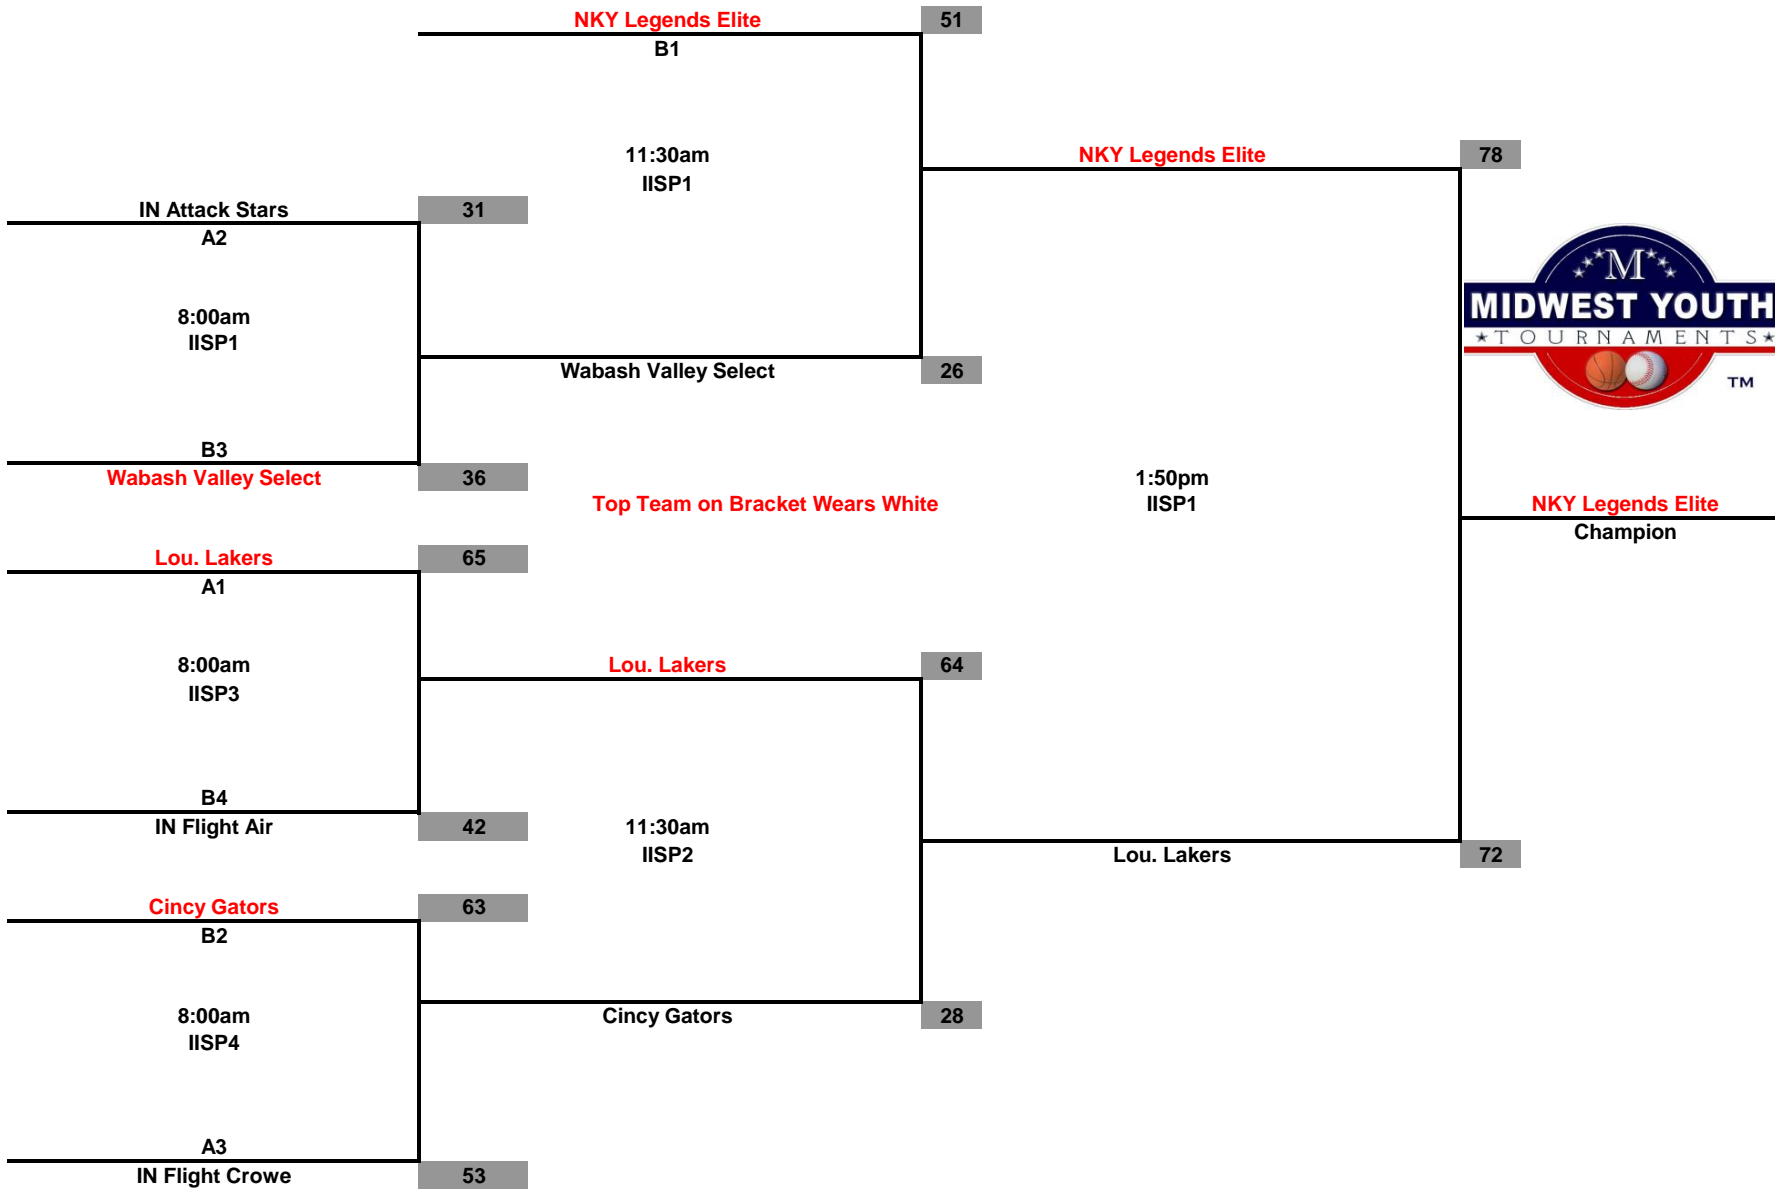 NKY Legends Elite 51
B1
11:30am
IISP1
NKY Legends Elite 78
IN Attack Stars 31
A2
8:00am
IISP1
Wabash Valley Select 26
B3
Wabash Valley Select 36
M
MIDWEST YOUTH
★TOURNAMENTS★
TM
Top Team on Bracket Wears White
1:50pm
IISP1
NKY Legends Elite
Champion
Lou. Lakers 65
A1
8:00am
IISP3
Lou. Lakers 64
B4
IN Flight Air 42
11:30am
IISP2
Lou. Lakers 72
Cincy Gators 63
B2
8:00am
IISP4
Cincy Gators 28
A3
IN Flight Crowe 53